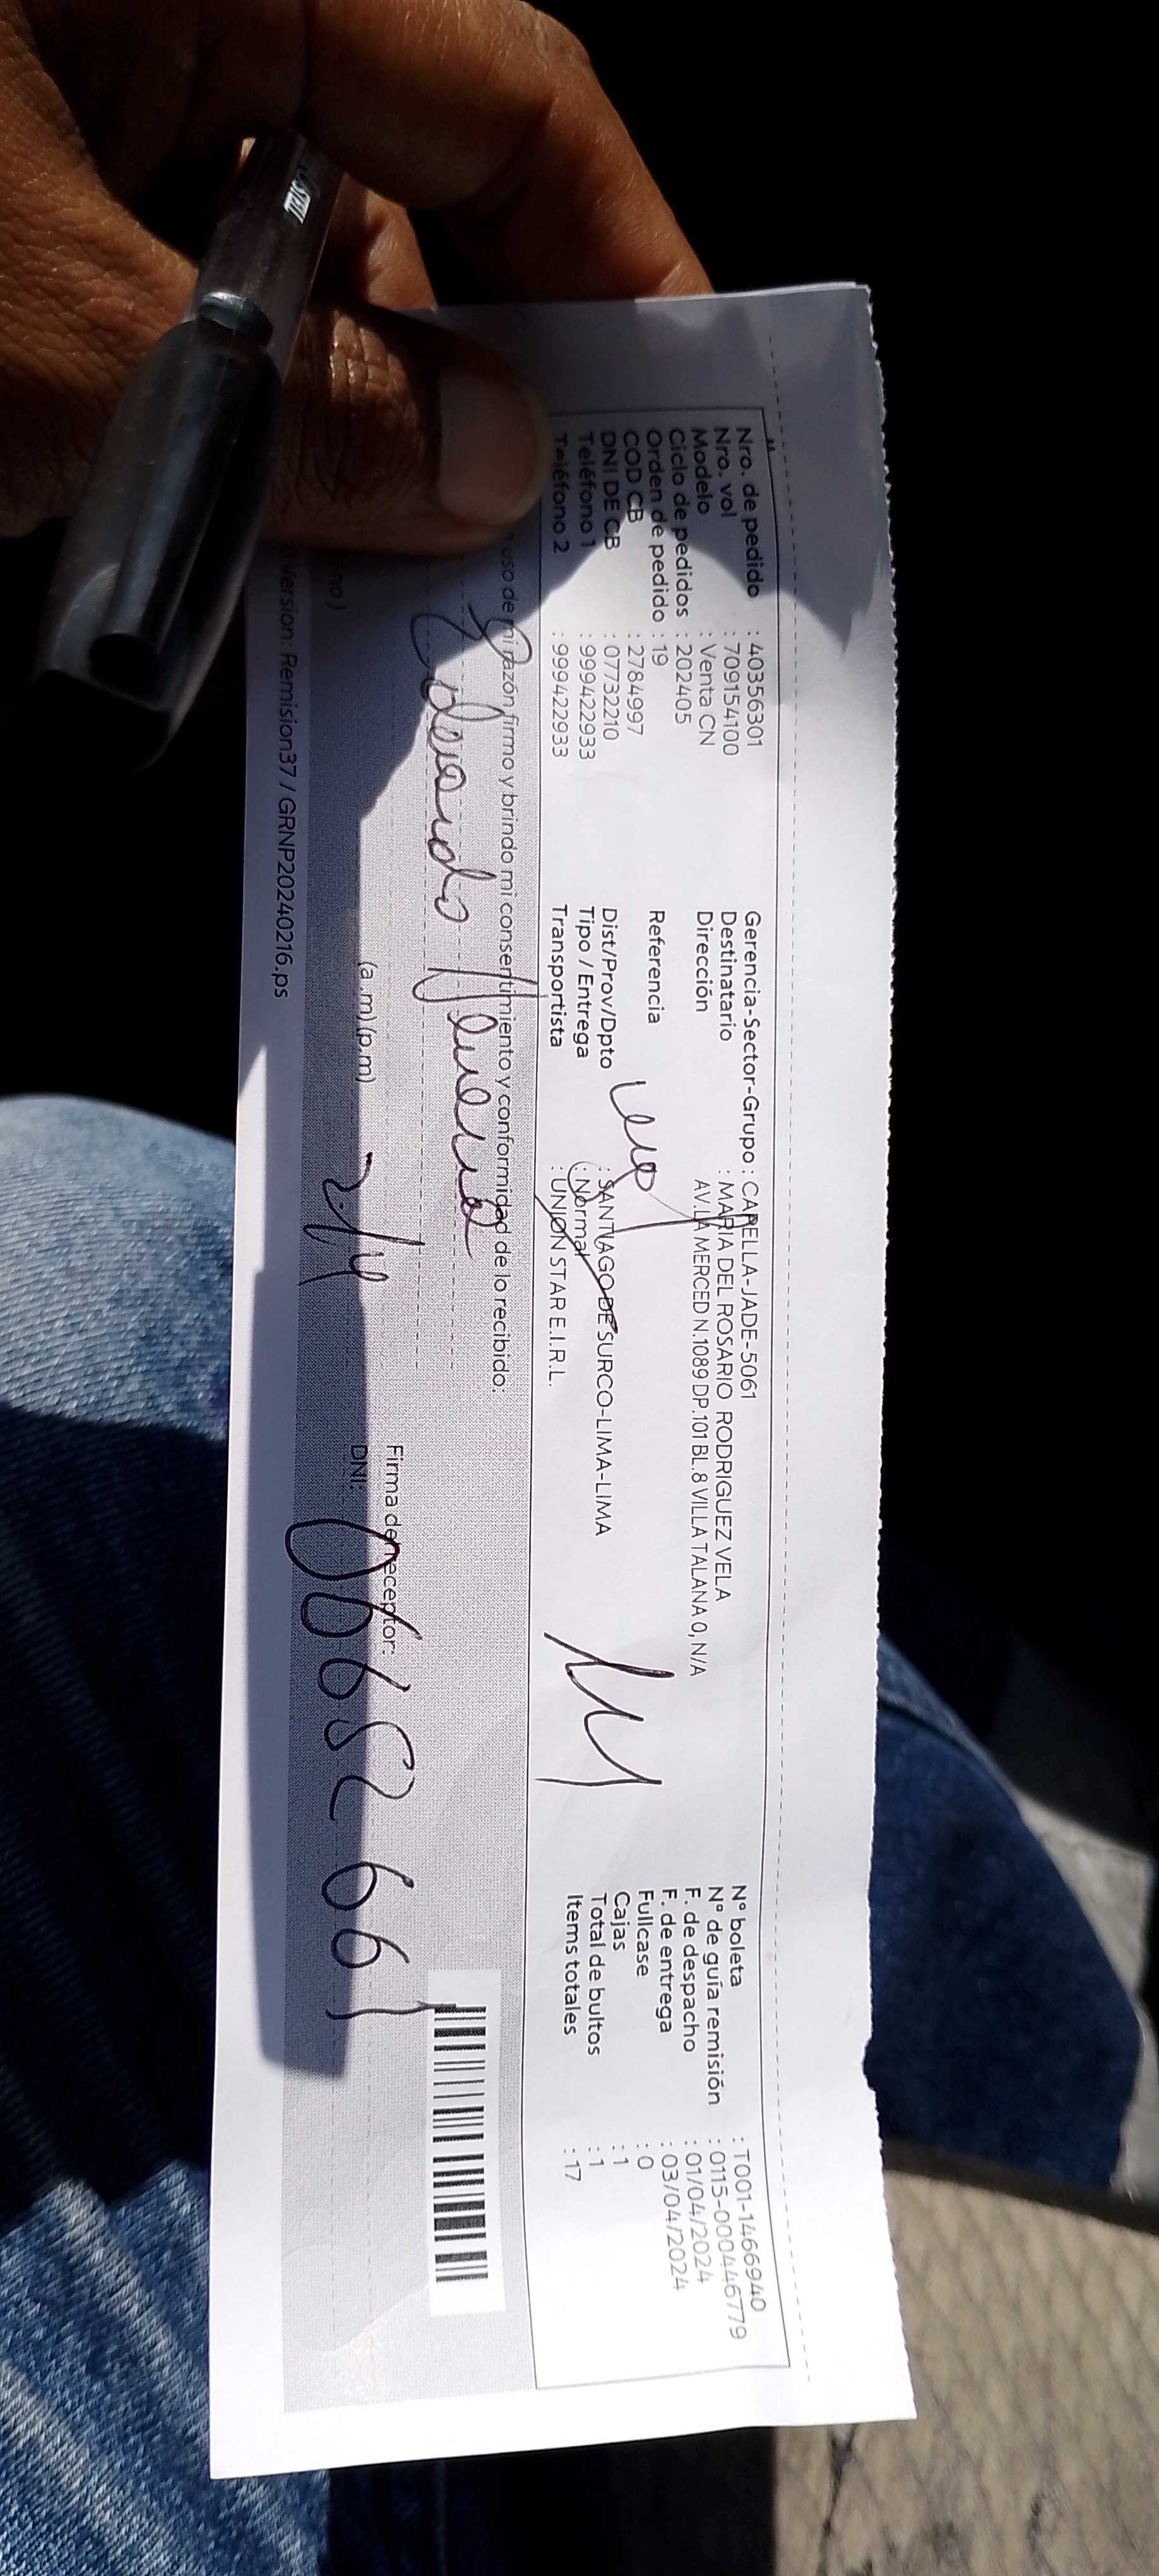 Nro. de pedido : 40356301
Nro. vol : 709154100
Modelo : Venta CN
Ciclo de pedidos : 202405
Orden de pedido : 19
COD CB : 2784997
DNI DE CB : 07732210
Teléfono 1 : 999422933
Teléfono 2 : 999422933
Gerencia-Sector-Grupo : CAPELLA-JADE-5061
Destinatario : MARIA DEL ROSARIO RODRIGUEZ VELA
Dirección AV.LA MERCED N.1089 DP.101 BL.8 VILLA TALANA 0, N/A
Referencia
Dist/Prov/Dpto : SANTIAGO DE SURCO-LIMA-LIMA
Tipo / Entrega : Normal
Transportista : UNION STAR E.I.R.L.
N° boleta : T001-1466940
N° de guía remisión : 0115-000446779
F. de despacho : 01/04/2024
F. de entrega : 03/04/2024
Fullcase : 0
Cajas : 1
Total de bultos : 1
Items totales : 17
uso de mi razón firmo y brindo mi consentimiento y conformidad de lo recibido:
Firma de receptor:
(a.m) (p.m)
DNI:
Version: Remision37 / GRNP20240216.ps